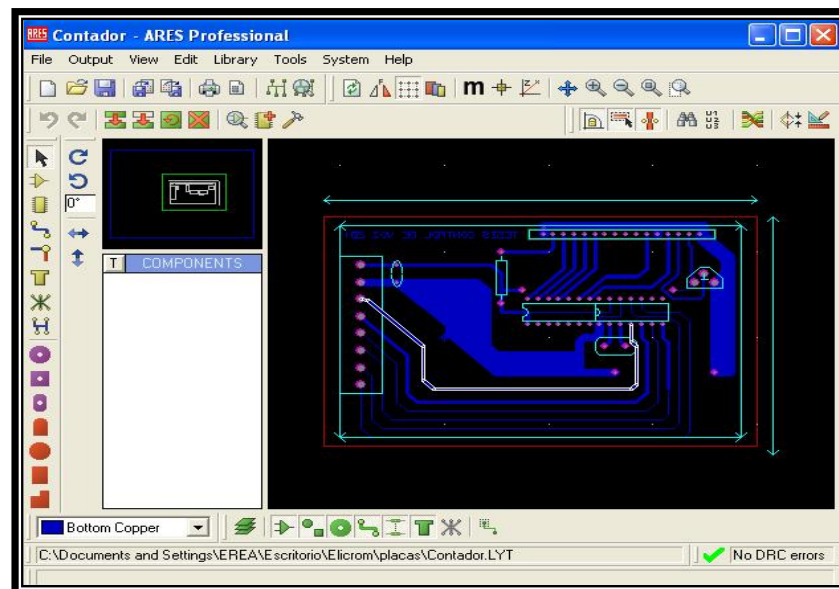 ARES Contador - ARES Professional
File Output View Edit Library Tools System Help
m
0°
T COMPONENTS
Bottom Copper
C:\Documents and Settings\EREA\Escritorio\Elicrom\placas\Contador.LYT
No DRC errors